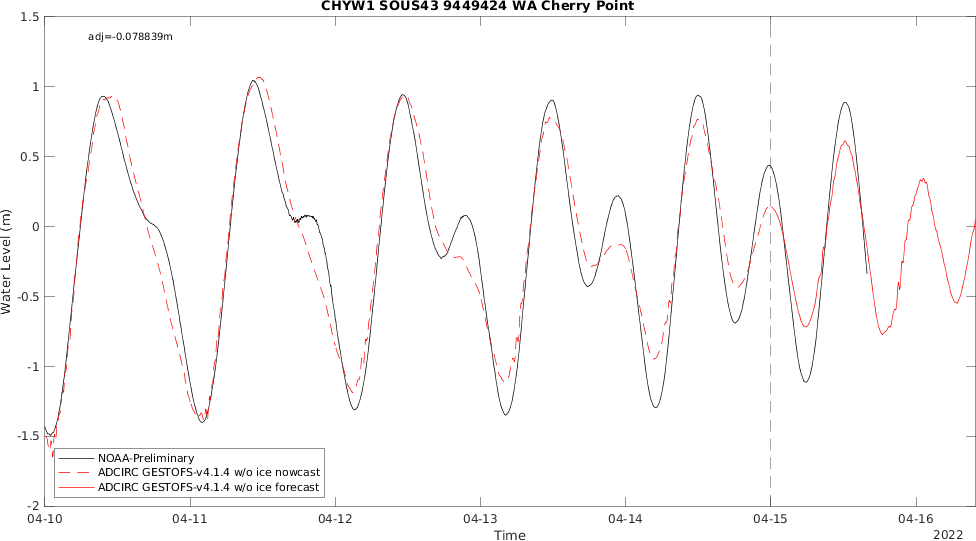 CHYW1 SOUS43 9449424 WA Cherry Point
adj=-0.078839m
1.5
1
0.5
0
-0.5
-1
-1.5
-2
Water Level (m)
NOAA-Preliminary
ADCIRC GESTOFS-v4.1.4 w/o ice nowcast
ADCIRC GESTOFS-v4.1.4 w/o ice forecast
04-10 04-11 04-12 04-13 04-14 04-15 04-16
Time
2022